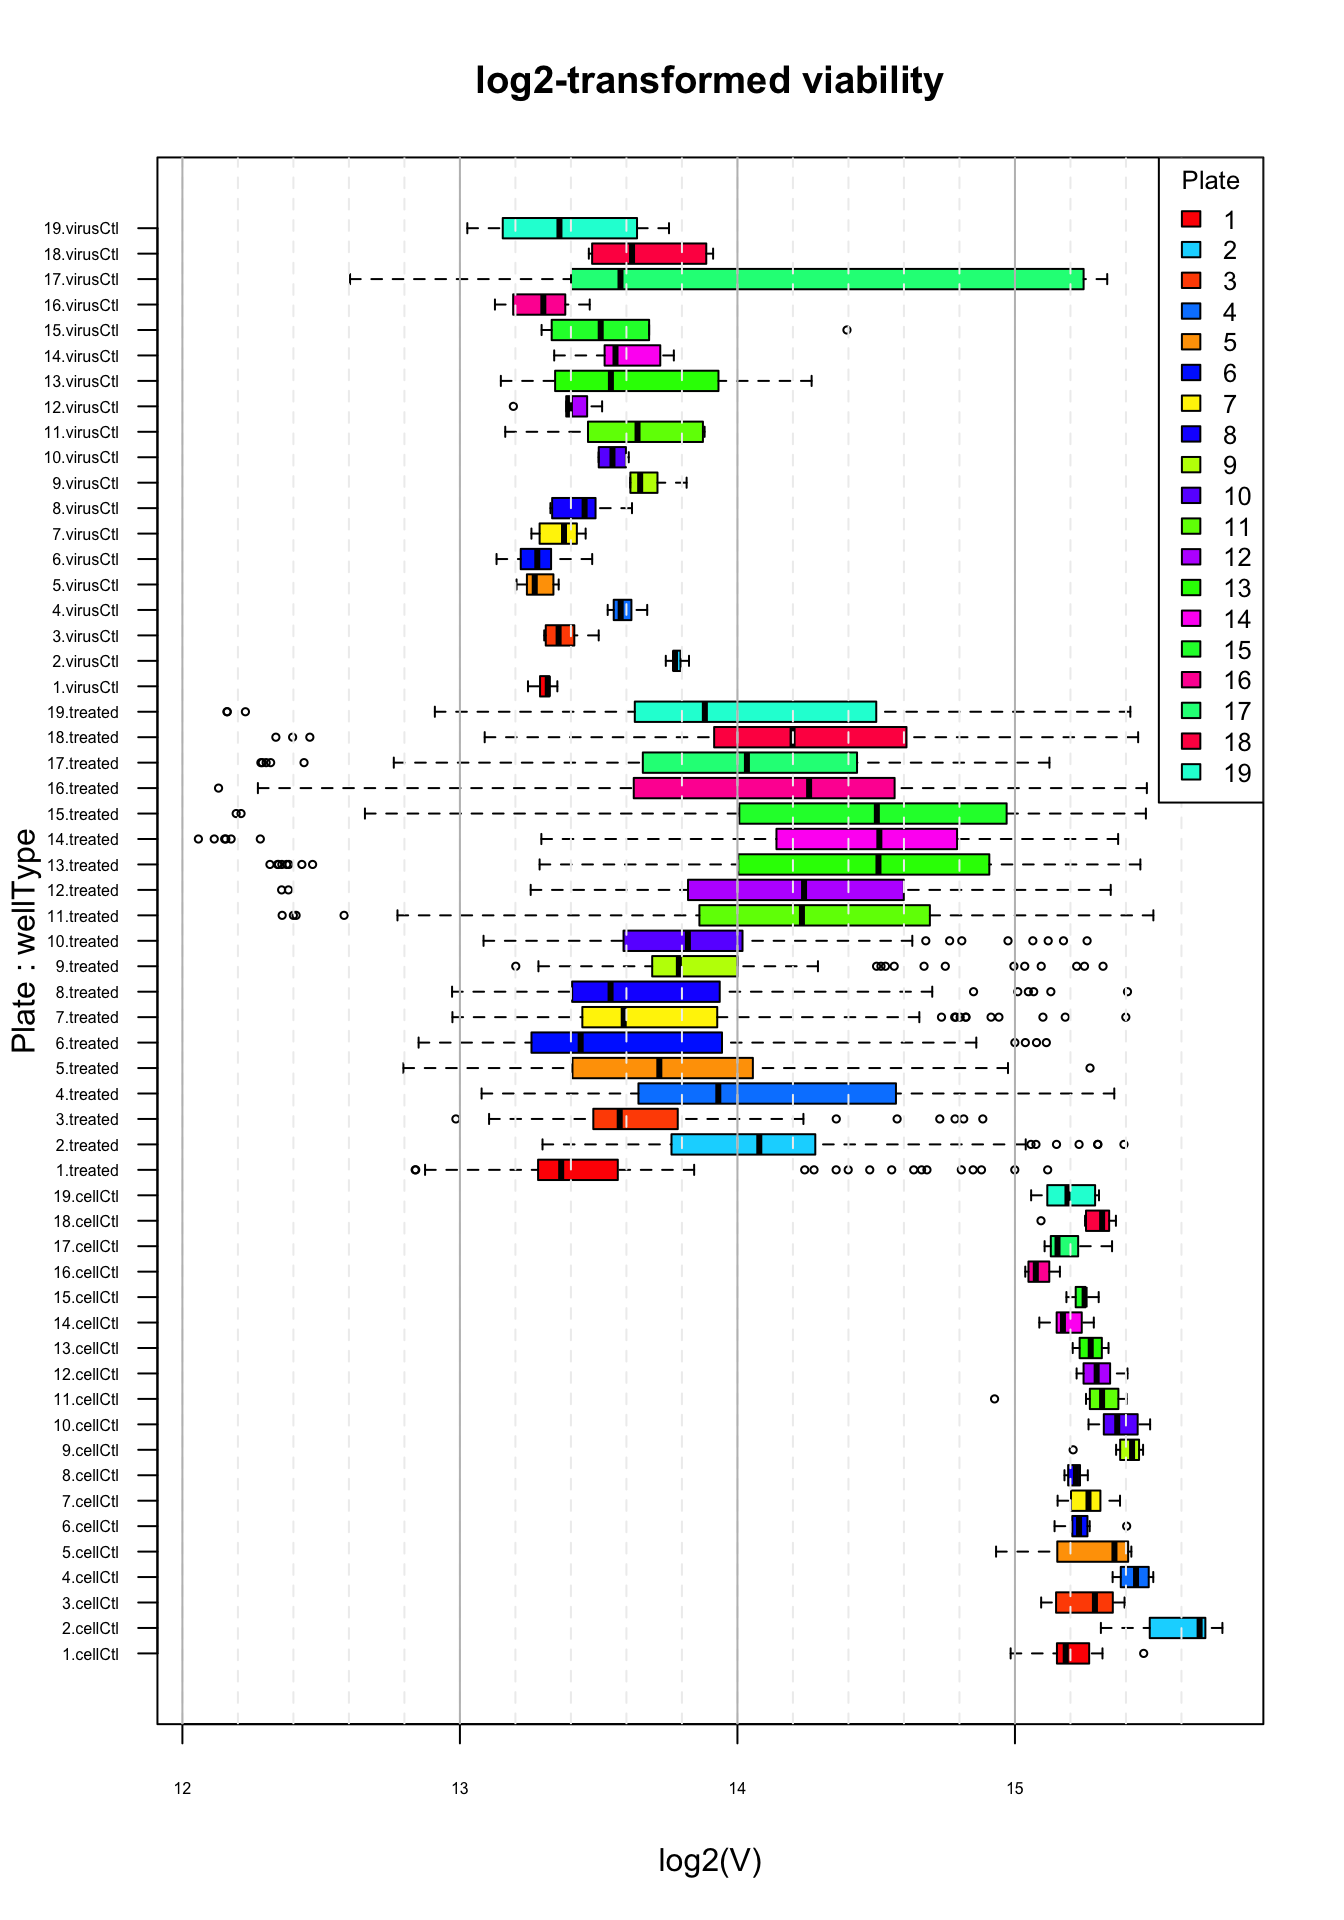 log2-transformed viability
Plate
1
2
3
4
5
6
7
8
9
10
11
12
13
14
15
16
17
18
19
19.virusCtl
18.virusCtl
17.virusCtl
16.virusCtl
15.virusCtl
14.virusCtl
13.virusCtl
12.virusCtl
11.virusCtl
10.virusCtl
9.virusCtl
8.virusCtl
7.virusCtl
6.virusCtl
5.virusCtl
4.virusCtl
3.virusCtl
2.virusCtl
1.virusCtl
19.treated
18.treated
17.treated
16.treated
15.treated
14.treated
13.treated
12.treated
11.treated
10.treated
9.treated
8.treated
7.treated
6.treated
5.treated
4.treated
3.treated
2.treated
1.treated
19.cellCtl
18.cellCtl
17.cellCtl
16.cellCtl
15.cellCtl
14.cellCtl
13.cellCtl
12.cellCtl
11.cellCtl
10.cellCtl
9.cellCtl
8.cellCtl
7.cellCtl
6.cellCtl
5.cellCtl
4.cellCtl
3.cellCtl
2.cellCtl
1.cellCtl
Plate : wellType
12 13 14 15
log2(V)